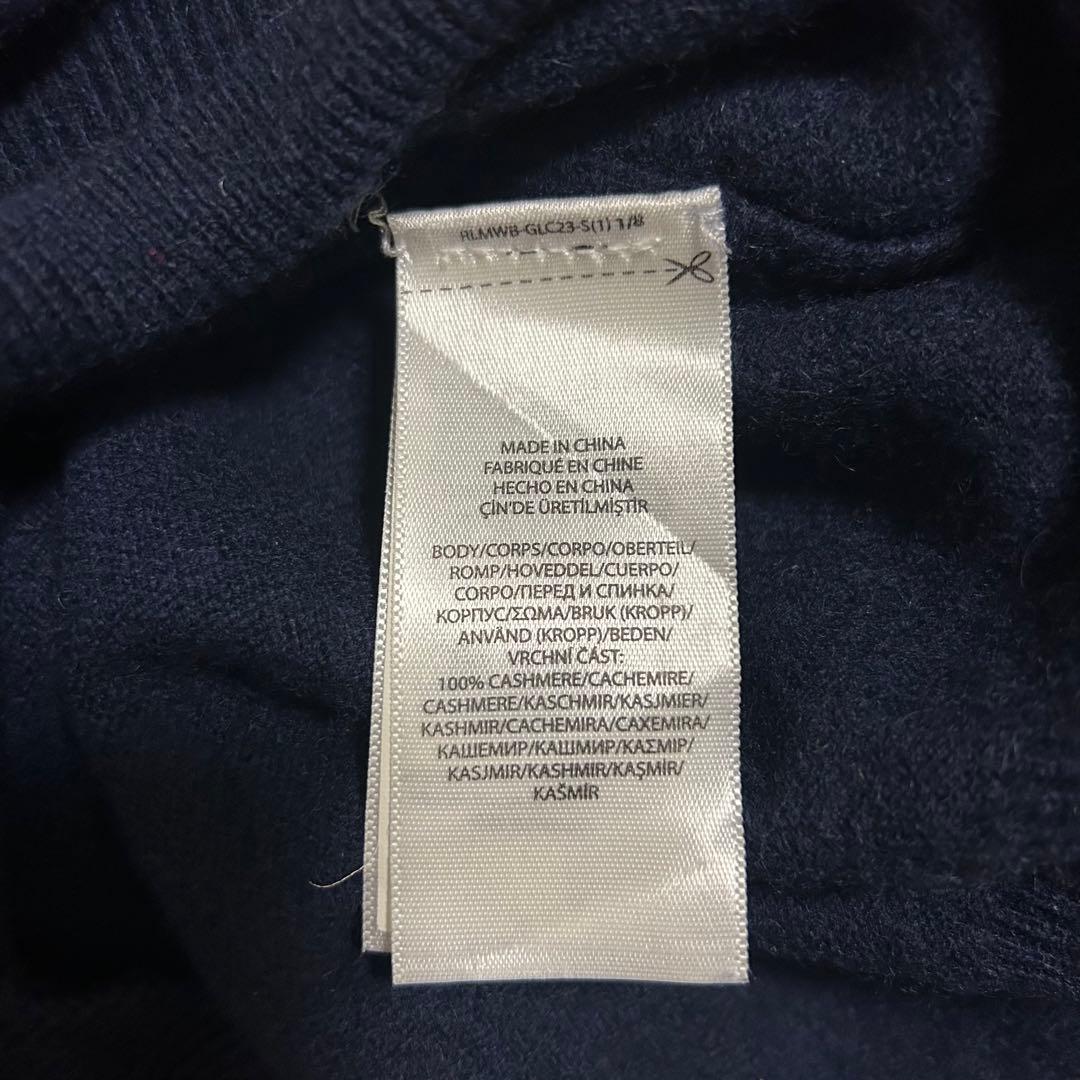 RLMWB-GLC23-S(1) 1/8
MADE IN CHINA
FABRIQUÉ EN CHINE
HECHO EN CHINA
ÇİN'DE ÜRETİLMİŞTİR
BODY/CORPS/CORPO/OBERTEIL/
ROMP/HOVEDDEL/CUERPO/
CORPO/ПЕРЕД И СПИНКА/
КОРПУС/ΣΩΜΑ/BRUK (KROPP)/
ANVÄND (KROPP)/BEDEN/
VRCHNÍ ČÁST:
100% CASHMERE/CACHEMIRE/
CASHMERE/KASCHMIR/KASJMIER/
KASHMIR/CACHEMIRA/CAXEMIRA/
КАШЕМИР/КАШМИР/ΚΑΣΜΙΡ/
KASJMIR/KASHMIR/KAŞMİR/
KAŠMÍR